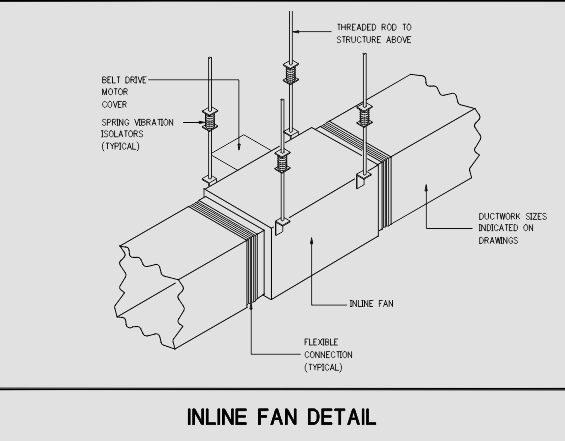 THREADED ROD TO
STRUCTURE ABOVE
BELT DRIVE
MOTOR
COVER
SPRING VIBRATION
ISOLATORS
(TYPICAL)
DUCTWORK SIZES
INDICATED ON
DRAWINGS
INLINE FAN
FLEXIBLE
CONNECTION
(TYPICAL)
INLINE FAN DETAIL